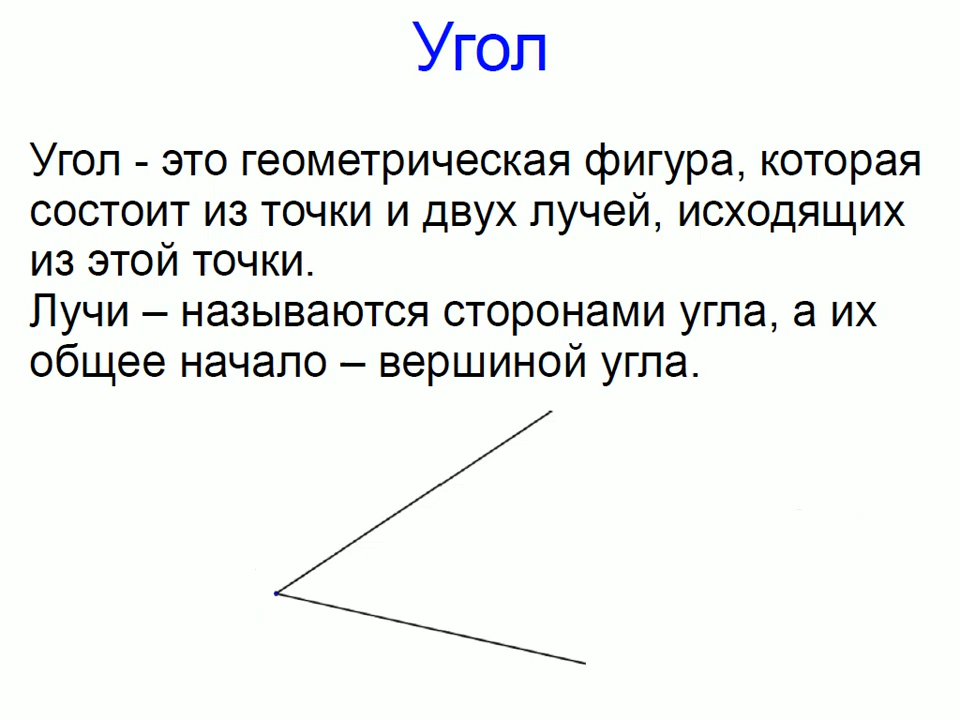 Угол
Угол - это геометрическая фигура, которая
состоит из точки и двух лучей, исходящих
из этой точки.
Лучи – называются сторонами угла, а их
общее начало – вершиной угла.